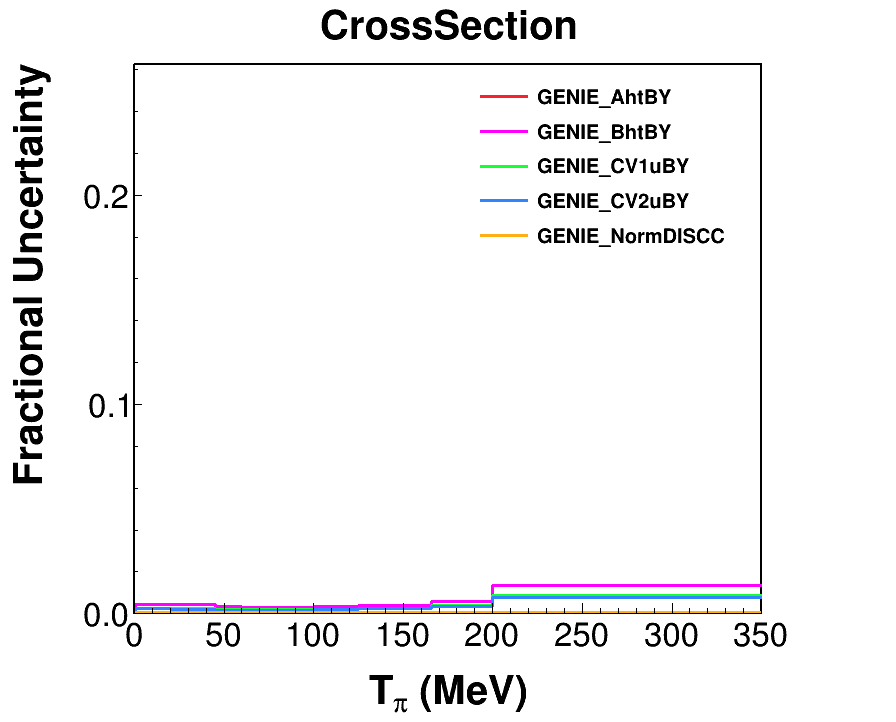 CrossSection
Fractional Uncertainty
GENIE_AhtBY
GENIE_BhtBY
GENIE_CV1uBY
GENIE_CV2uBY
GENIE_NormDISCC
0.2
0.1
0.0
0 50 100 150 200 250 300 350
Tπ (MeV)